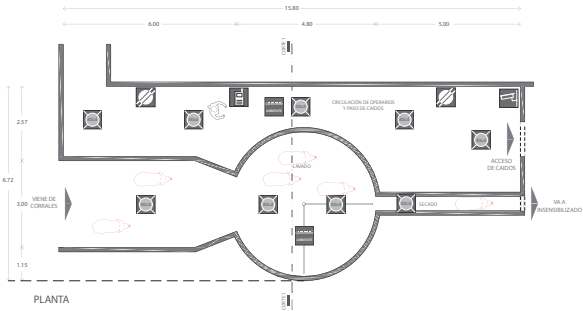 15.80
6.00
4.80
5.00
CORTE 1
CIRCULACION DE OPERARIOS
Y PASO DE CAÍDOS
2.57
ACCESO
DE CAIDOS
LAVADO
6.72
3.00
VIENE DE
CORRALES
SECADO
VA A
INSENSIBILIZADO
1.15
PLANTA
CORTE 1